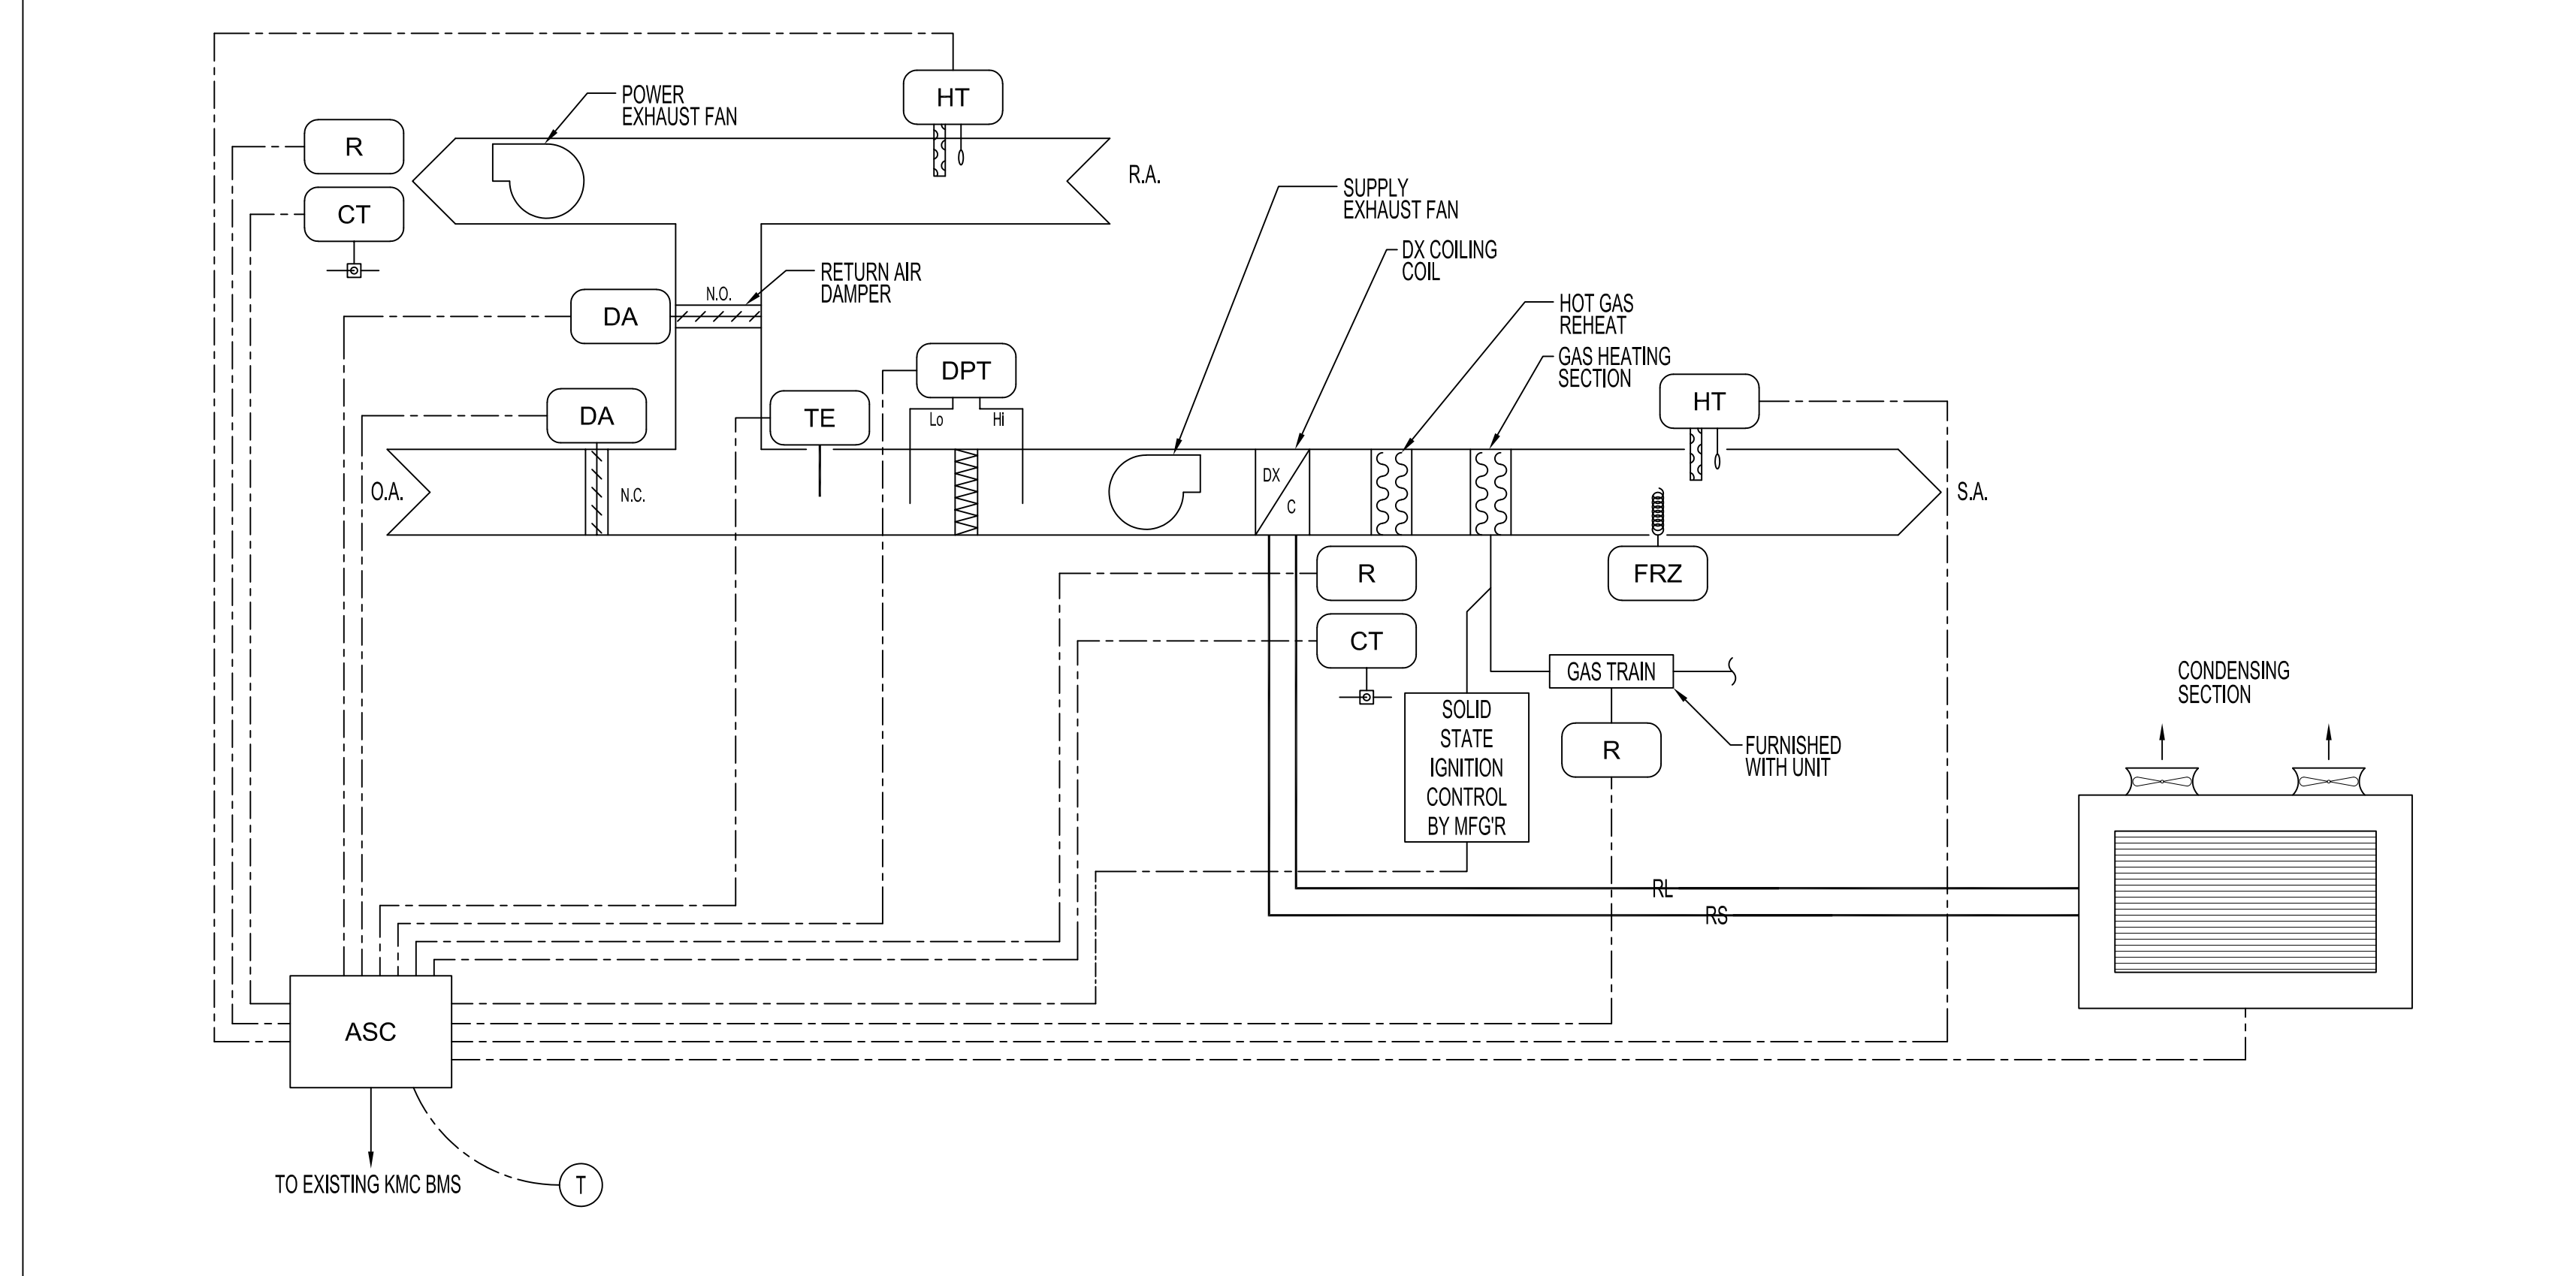 HT
POWER
EXHAUST FAN
R
R.A.
CT
SUPPLY
EXHAUST FAN
DX COILING
COIL
RETURN AIR
DAMPER
N.O.
DA
HOT GAS
REHEAT
GAS HEATING
SECTION
DPT
Lo
Hi
HT
DA
TE
O.A.
N.C.
DX
C
S.A.
R
FRZ
CT
GAS TRAIN
CONDENSING
SECTION
SOLID
STATE
IGNITION
CONTROL
BY MFG'R
R
FURNISHED
WITH UNIT
RL
RS
ASC
TO EXISTING KMC BMS
T